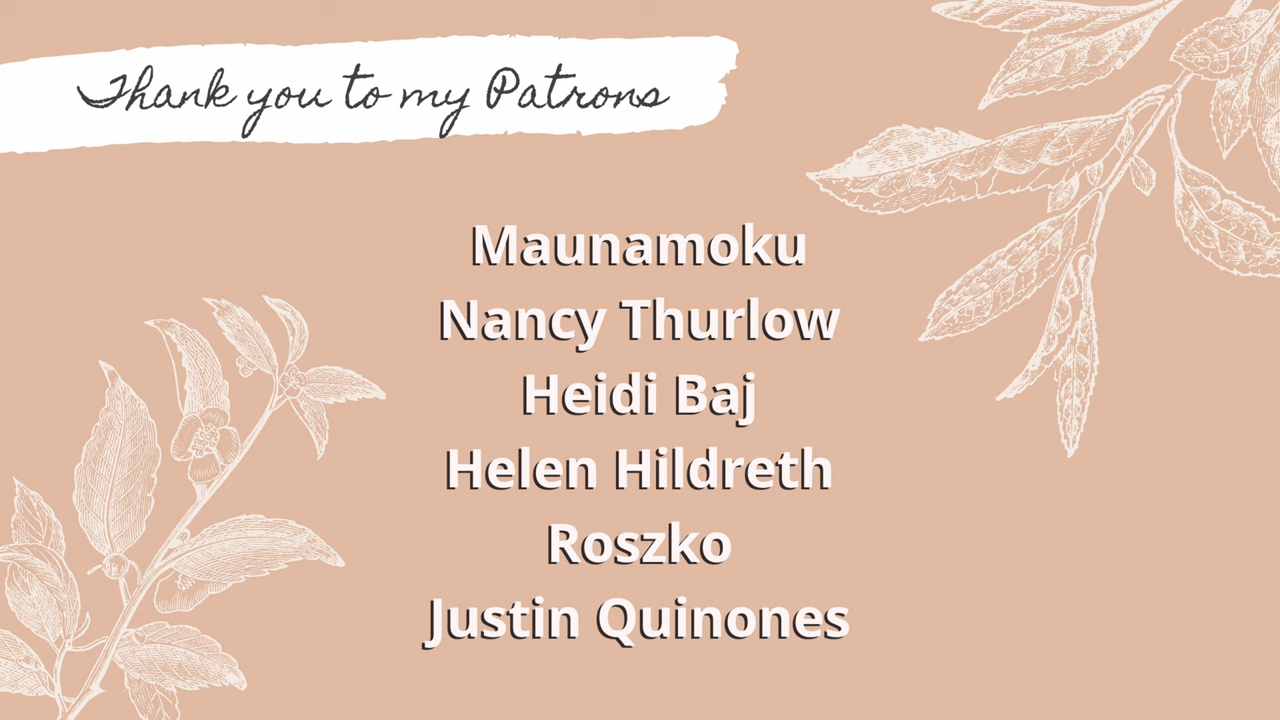 Thank you to my Patrons
Maunamoku
Nancy Thurlow
Heidi Baj
Helen Hildreth
Roszko
Justin Quinones